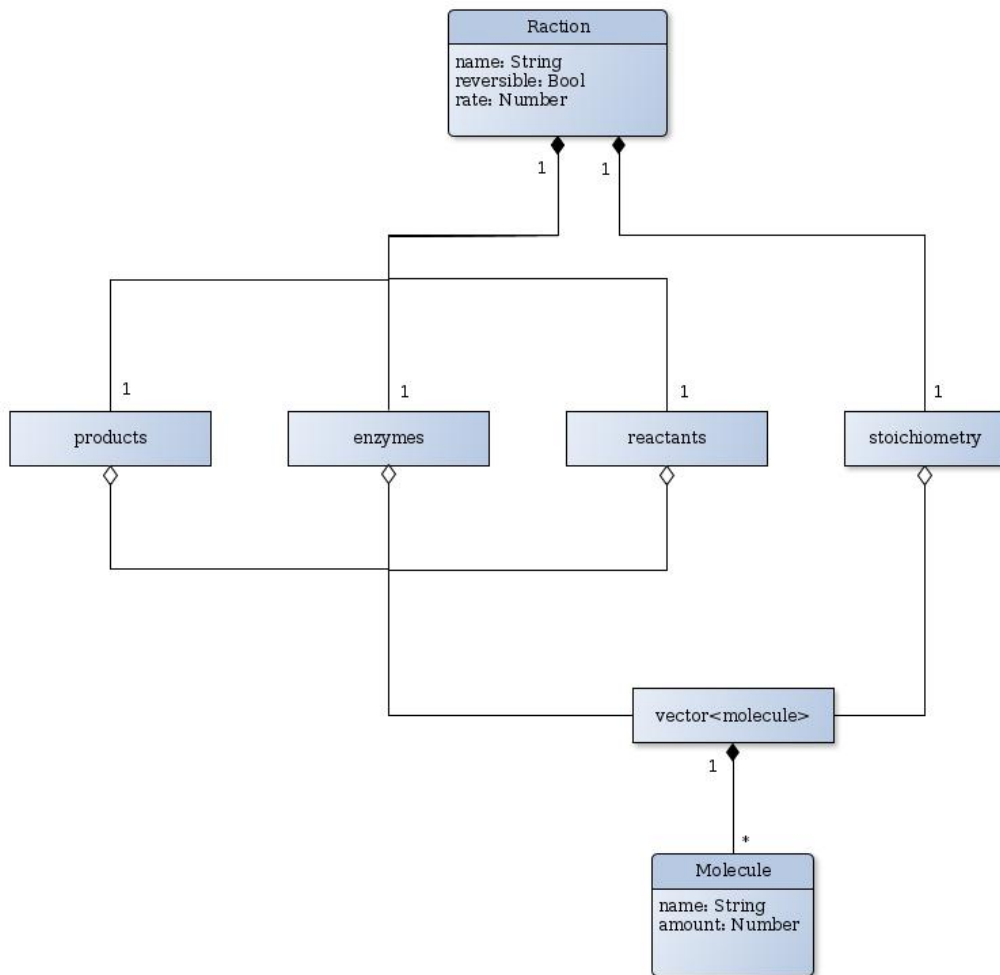 Raction
name: String
reversible: Bool
rate: Number
1 1
1 1 1 1
products enzymes reactants stoichiometry
vector<molecule>
1
*
Molecule
name: String
amount: Number